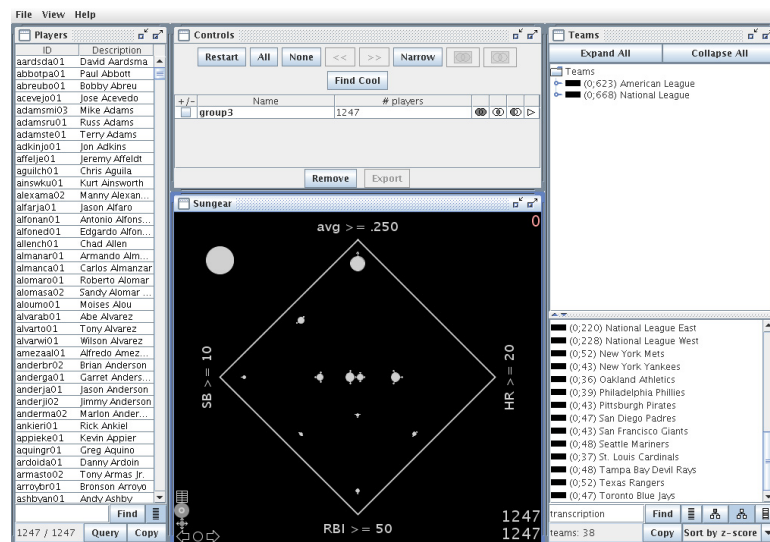 File View Help
Players
ID Description
aardsda01 David Aardsma
abbotpa01 Paul Abbott
abreubo01 Bobby Abreu
acevejo01 Jose Acevedo
adamsmi03 Mike Adams
adamsru01 Russ Adams
adamste01 Terry Adams
adkinjo01 Jon Adkins
affelje01 Jeremy Affeldt
aguilch01 Chris Aguila
ainswku01 Kurt Ainsworth
alexama02 Manny Alexan...
alfarja01 Jason Alfaro
alfonan01 Antonio Alfons...
alfoned01 Edgardo Alfon...
allench01 Chad Allen
almanar01 Armando Alm...
almanca01 Carlos Almanzar
alomaro01 Roberto Alomar
alomasa02 Sandy Alomar ...
aloumo01 Moises Alou
alvarab01 Abe Alvarez
alvarto01 Tony Alvarez
alvarwi01 Wilson Alvarez
amezaal01 Alfredo Amez...
anderbr02 Brian Anderson
anderga01 Garret Anders...
anderja01 Jason Anderson
anderji02 Jimmy Anderson
anderma02 Marlon Ander...
ankieri01 Rick Ankiel
appieke01 Kevin Appier
aquingr01 Greg Aquino
ardoida01 Danny Ardoin
armasto02 Tony Armas Jr.
arroybr01 Bronson Arroyo
ashbyan01 Andy Ashby
Find
1247 / 1247 Query Copy
Controls
Restart All None << >> Narrow
Find Cool
+/- Name # players
group3 1247
Remove Export
Sungear
0
avg >= .250
SB >= 10
HR >= 20
RBI >= 50
1247
1247
Teams
Expand All Collapse All
Teams
(0;623) American League
(0;668) National League
(0;220) National League East
(0;228) National League West
(0;52) New York Mets
(0;43) New York Yankees
(0;36) Oakland Athletics
(0;39) Philadelphia Phillies
(0;43) Pittsburgh Pirates
(0;47) San Diego Padres
(0;43) San Francisco Giants
(0;48) Seattle Mariners
(0;37) St. Louis Cardinals
(0;48) Tampa Bay Devil Rays
(0;52) Texas Rangers
(0;47) Toronto Blue Jays
transcription Find
teams: 38 Copy Sort by z-score